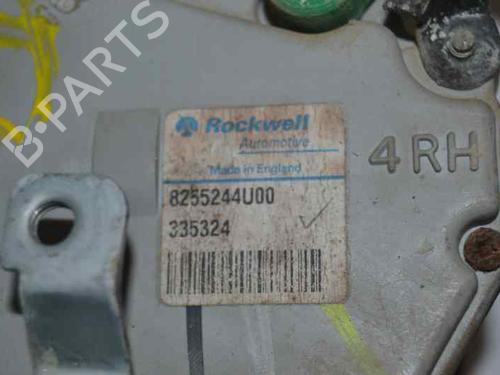 B-PARTS
Rockwell
Automotive
Made in England
8255244U00
335324
4RH